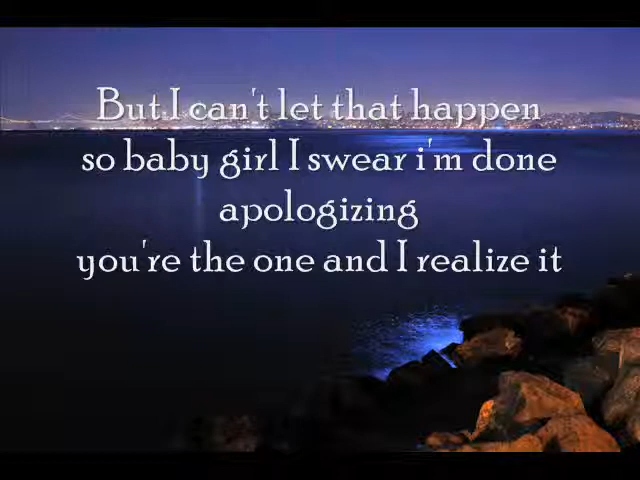 But I can't let that happen
so baby girl I swear i'm done
apologizing
you're the one and I realize it